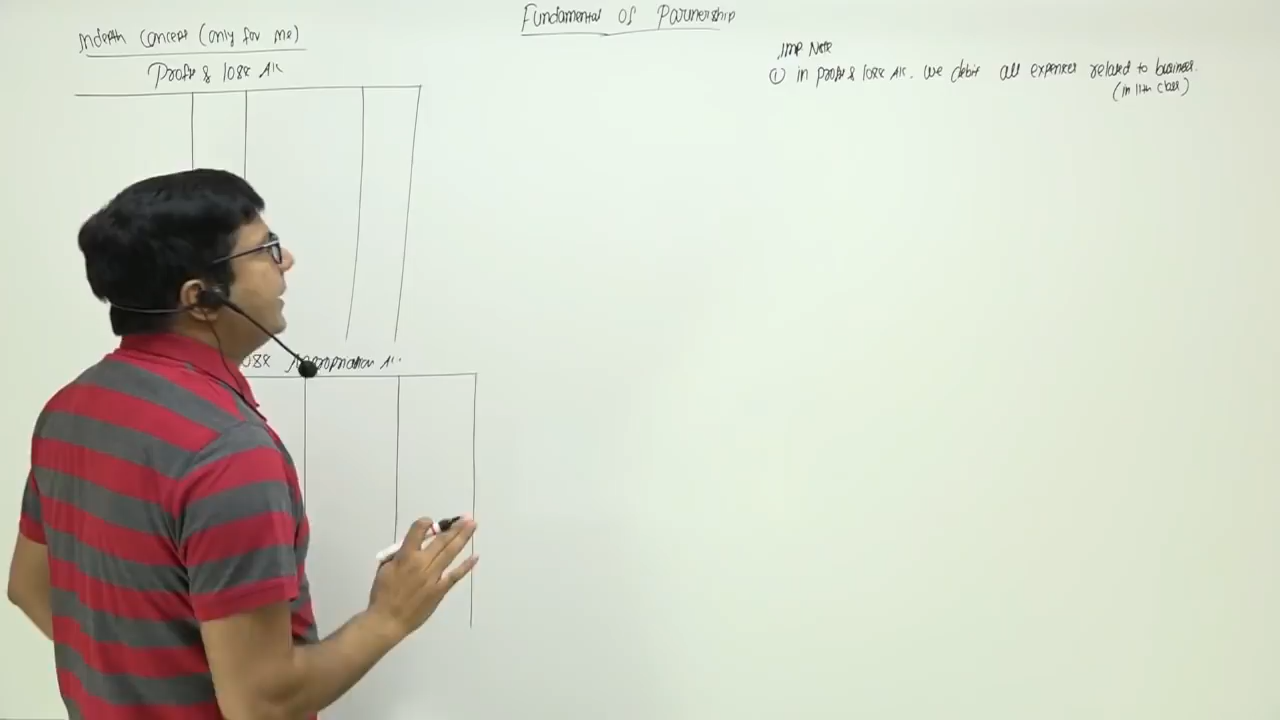 Fundamental of Parnership
Indepth Concept (only for me)
Profit & loss A/c
Imp Note
① in profit & loss A/c. we debit all expenses related to business.
(in 11th class)
loss Appropriation A/c